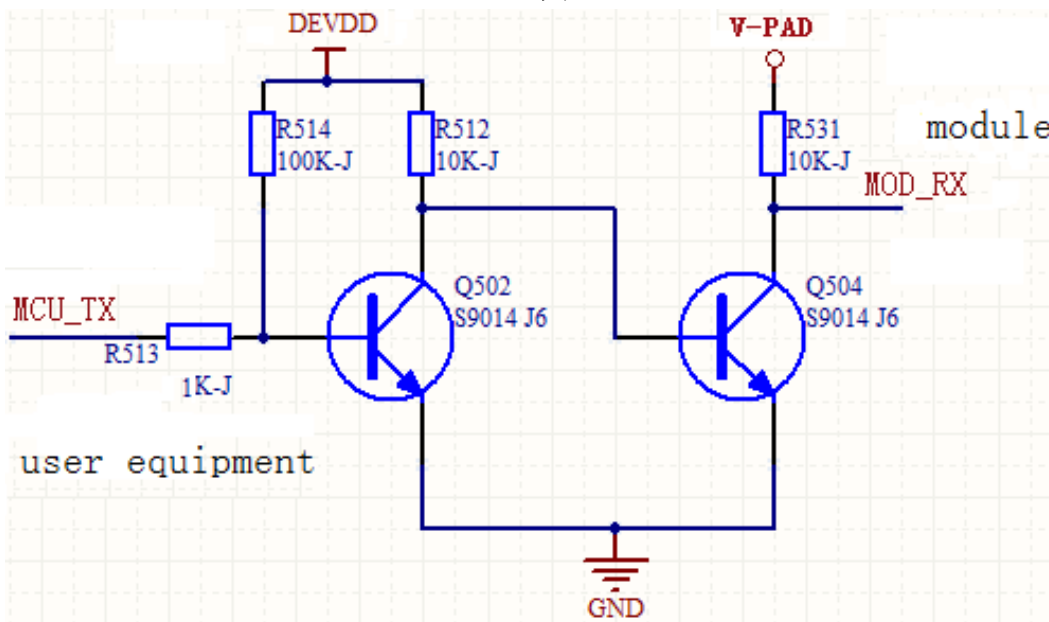 DEVDD
V-PAD
R514
100K-J
R512
10K-J
R531
10K-J
module
MOD_RX
MCU_TX
R513
1K-J
Q502
S9014 J6
Q504
S9014 J6
user equipment
GND